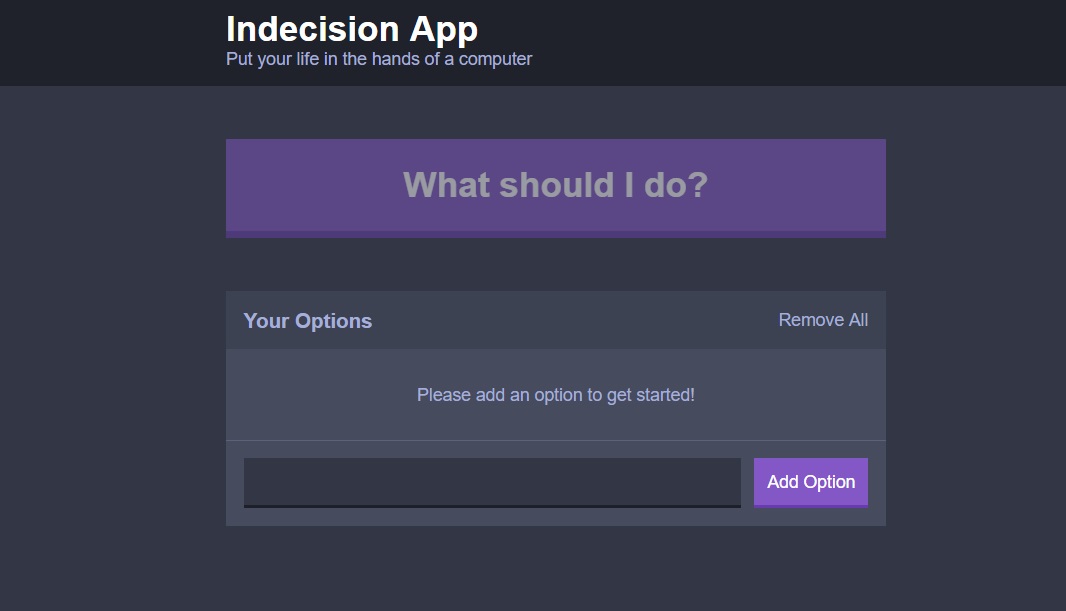 Indecision App
Put your life in the hands of a computer
What should I do?
Your Options
Remove All
Please add an option to get started!
Add Option